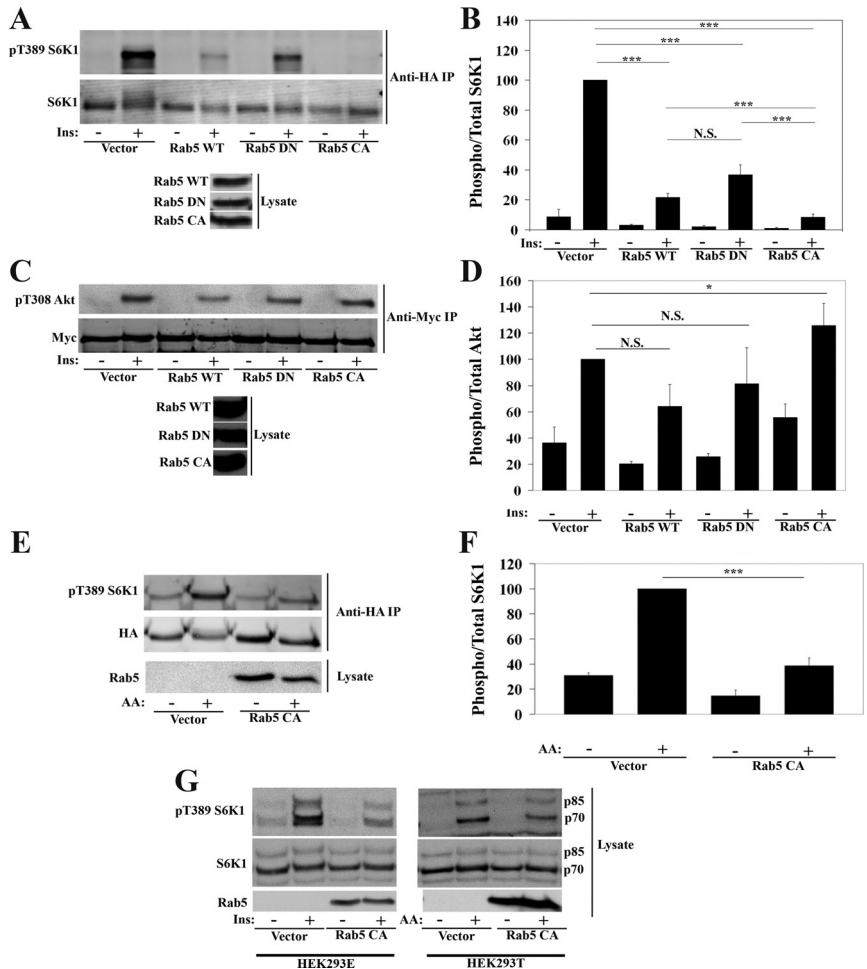 A
pT389 S6K1
Anti-HA IP
S6K1
Ins: - + - + - + - +
Vector Rab5 WT Rab5 DN Rab5 CA
Rab5 WT
Rab5 DN
Rab5 CA
Lysate
B
Phospho/Total S6K1
140
120
100
80
60
40
20
0
***
***
***
***
***
N.S.
Ins: - + - + - + - +
Vector Rab5 WT Rab5 DN Rab5 CA
C
pT308 Akt
Anti-Myc IP
Myc
Ins: - + - + - + - +
Vector Rab5 WT Rab5 DN Rab5 CA
Rab5 WT
Rab5 DN
Rab5 CA
Lysate
D
Phospho/Total Akt
160
140
120
100
80
60
40
20
0
*
N.S.
N.S.
Ins: - + - + - + - +
Vector Rab5 WT Rab5 DN Rab5 CA
E
pT389 S6K1
Anti-HA IP
HA
Rab5
Lysate
AA: - + - +
Vector Rab5 CA
F
Phospho/Total S6K1
120
100
80
60
40
20
0
***
AA: - + - +
Vector Rab5 CA
G
pT389 S6K1
p85
p70
S6K1
p85
p70
Lysate
Rab5
Ins: - + - + AA: - + - +
Vector Rab5 CA Vector Rab5 CA
HEK293E HEK293T